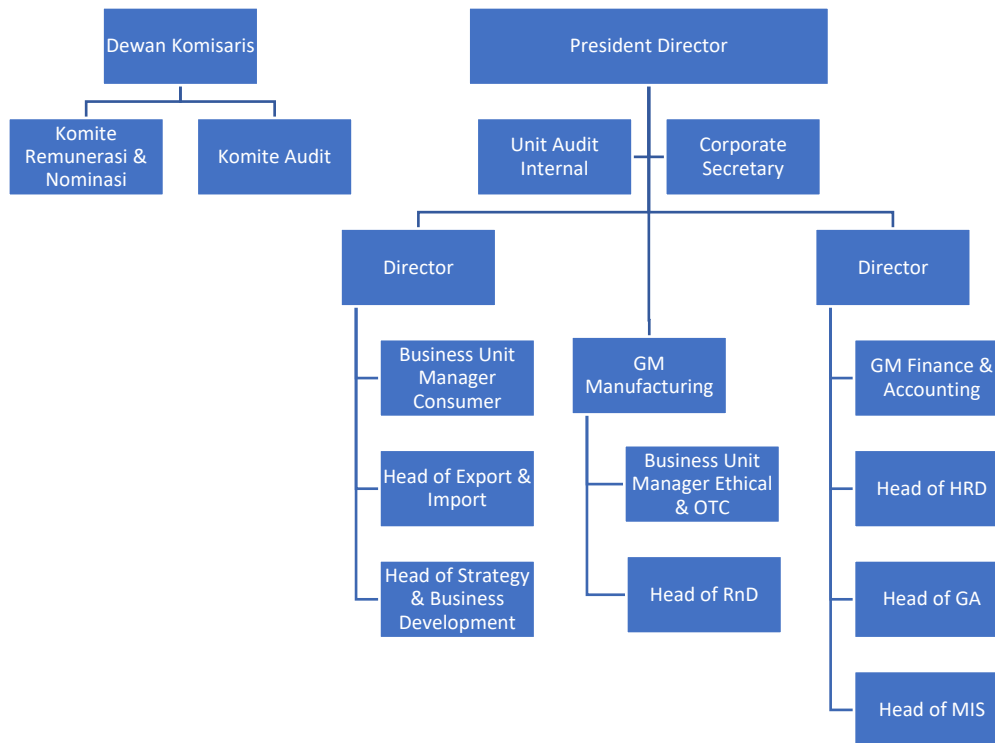 Dewan Komisaris
President Director
Komite
Remunerasi &
Nominasi
Komite Audit
Unit Audit
Internal
Corporate
Secretary
Director
Director
Business Unit
Manager
Consumer
Head of Export &
Import
Head of Strategy
& Business
Development
GM
Manufacturing
Business Unit
Manager Ethical
& OTC
Head of RnD
GM Finance &
Accounting
Head of HRD
Head of GA
Head of MIS